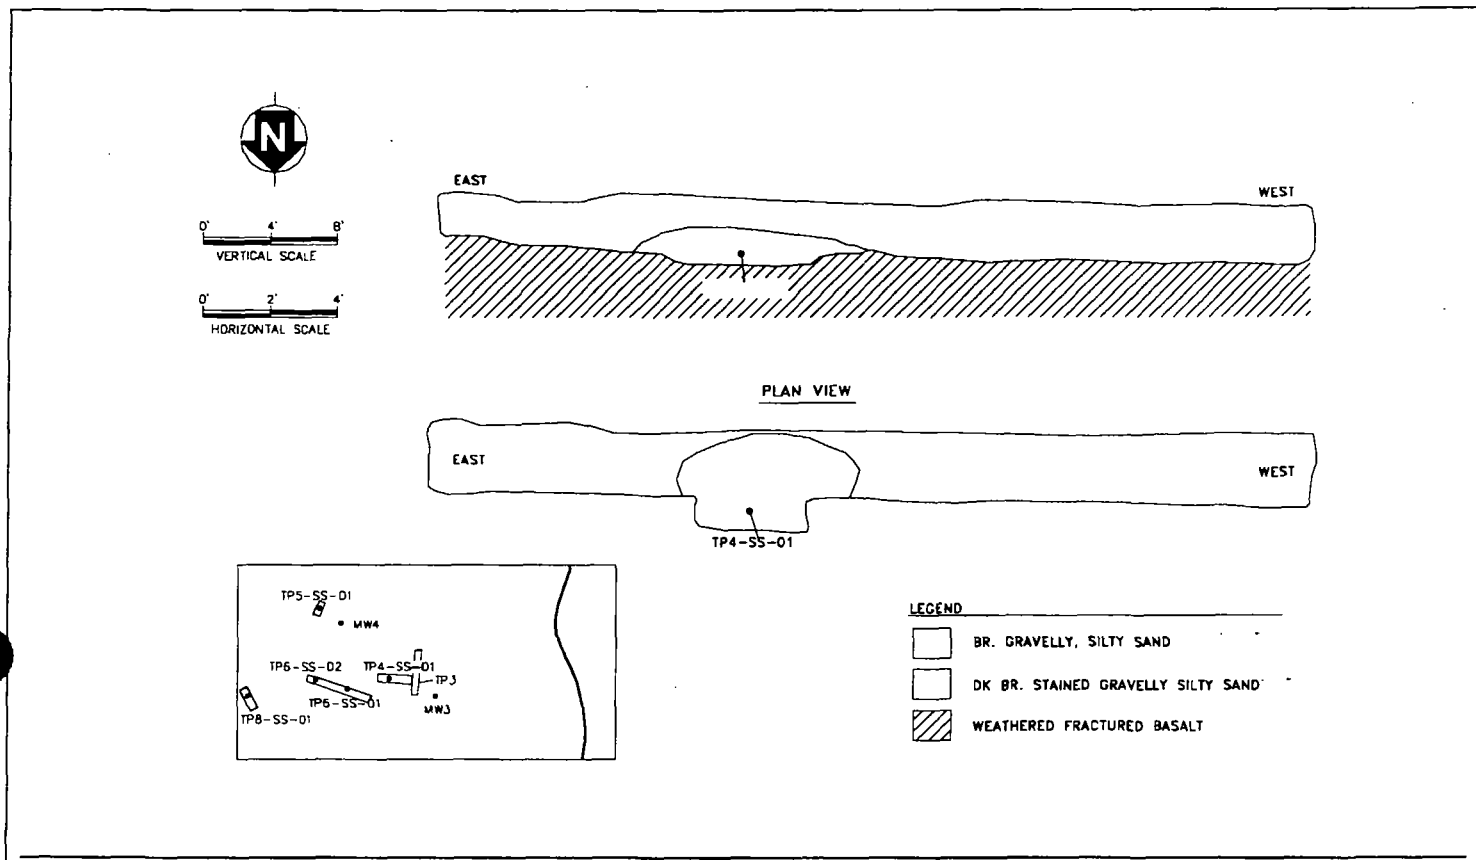 N
0' 4' 8'
VERTICAL SCALE
0' 2' 4'
HORIZONTAL SCALE
EAST
WEST
PLAN VIEW
EAST
WEST
TP4-SS-01
TP5-SS-01
MW4
TP6-SS-02
TP4-SS-01
TP3
TP6-SS-01
MW3
TP8-SS-01
LEGEND
BR. GRAVELLY, SILTY SAND
DK BR. STAINED GRAVELLY SILTY SAND
WEATHERED FRACTURED BASALT